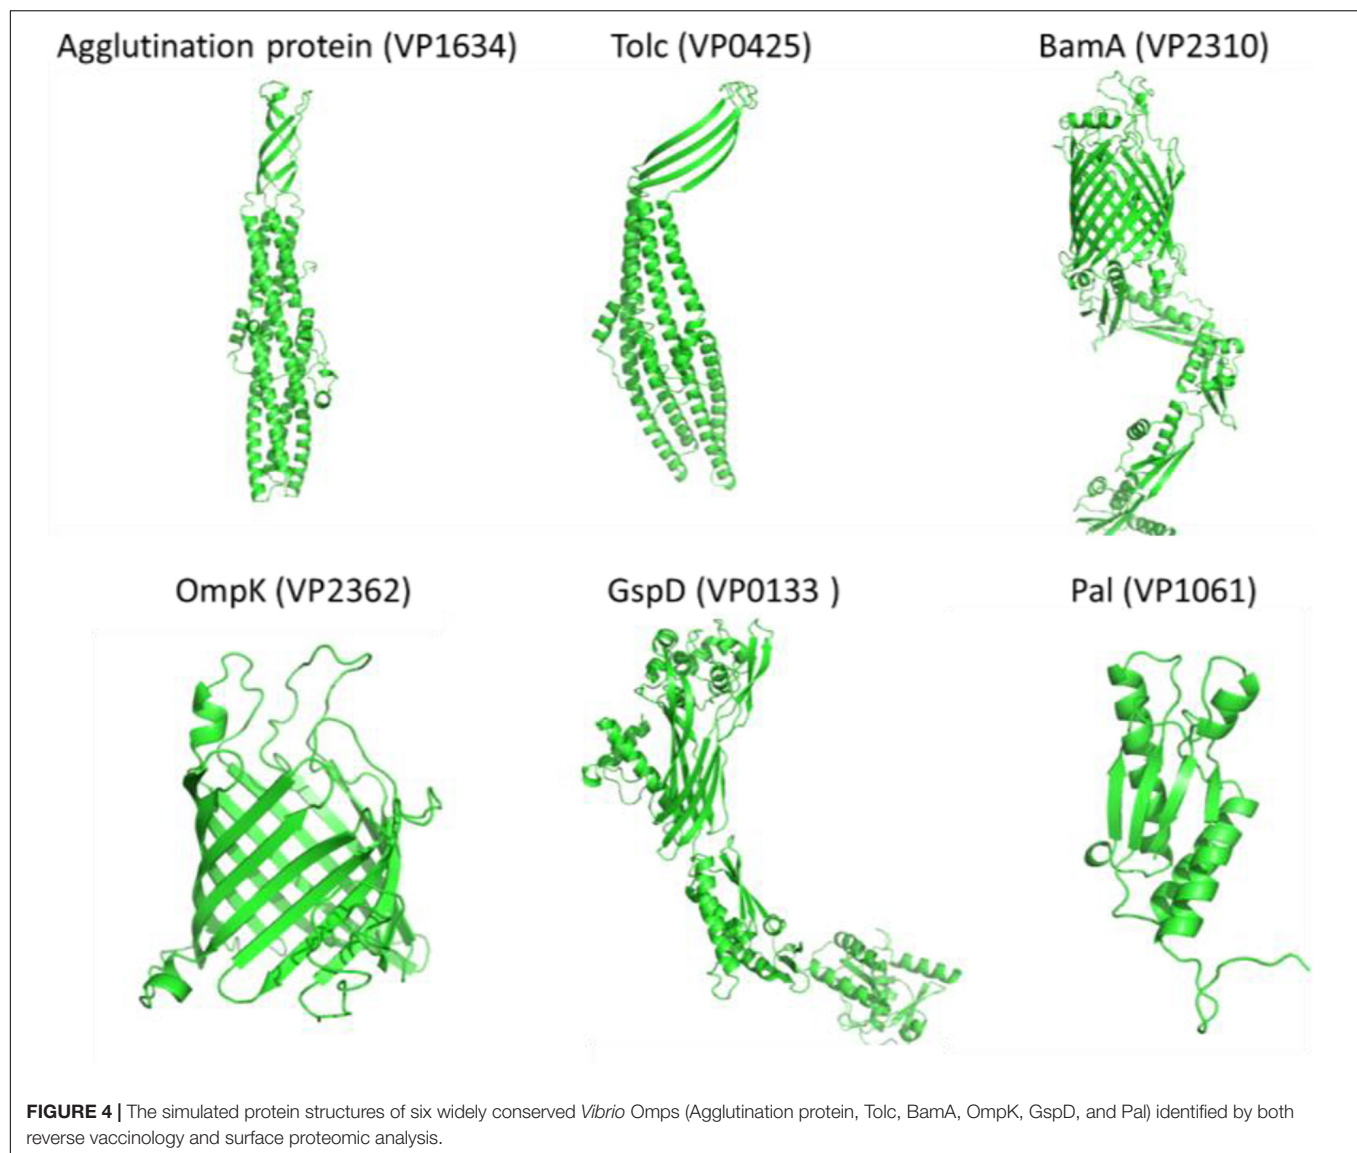 Agglutination protein (VP1634)
Tolc (VP0425)
BamA (VP2310)
OmpK (VP2362)
GspD (VP0133 )
Pal (VP1061)
FIGURE 4 | The simulated protein structures of six widely conserved Vibrio Omps (Agglutination protein, Tolc, BamA, OmpK, GspD, and Pal) identified by both
reverse vaccinology and surface proteomic analysis.